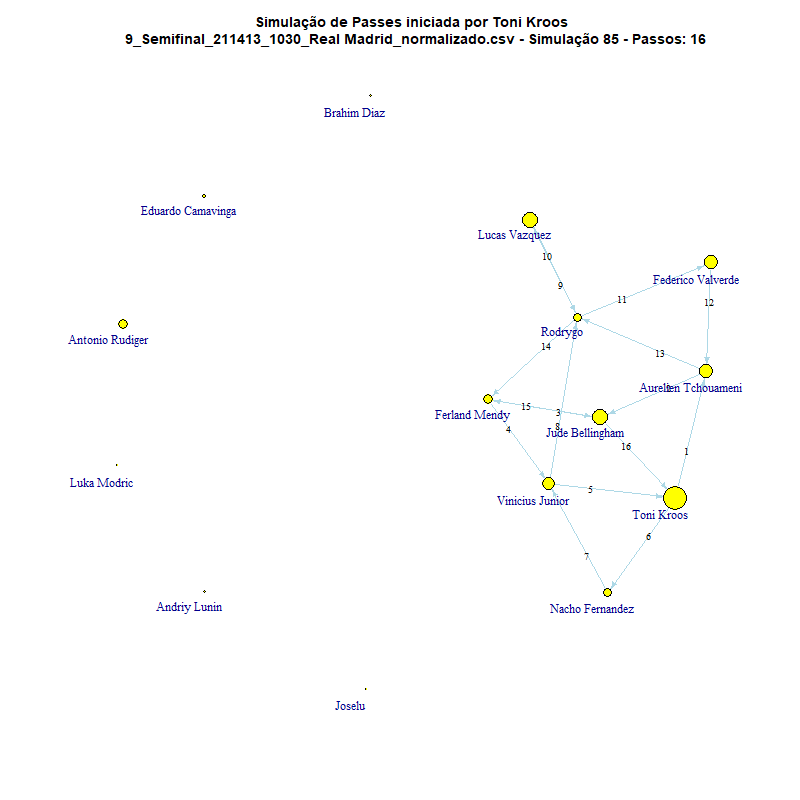 Simulação de Passes iniciada por Toni Kroos
9_Semifinal_211413_1030_Real Madrid_normalizado.csv - Simulação 85 - Passos: 16
Brahim Diaz
Eduardo Camavinga
Lucas Vazquez
10
Federico Valverde
9
11
12
Antonio Rudiger
Rodrygo
14
13
Aurelien Tchouameni
2
Ferland Mendy
15
3
4
8
Jude Bellingham
16
1
Luka Modric
Vinicius Junior
5
Toni Kroos
6
7
Andriy Lunin
Nacho Fernandez
Joselu